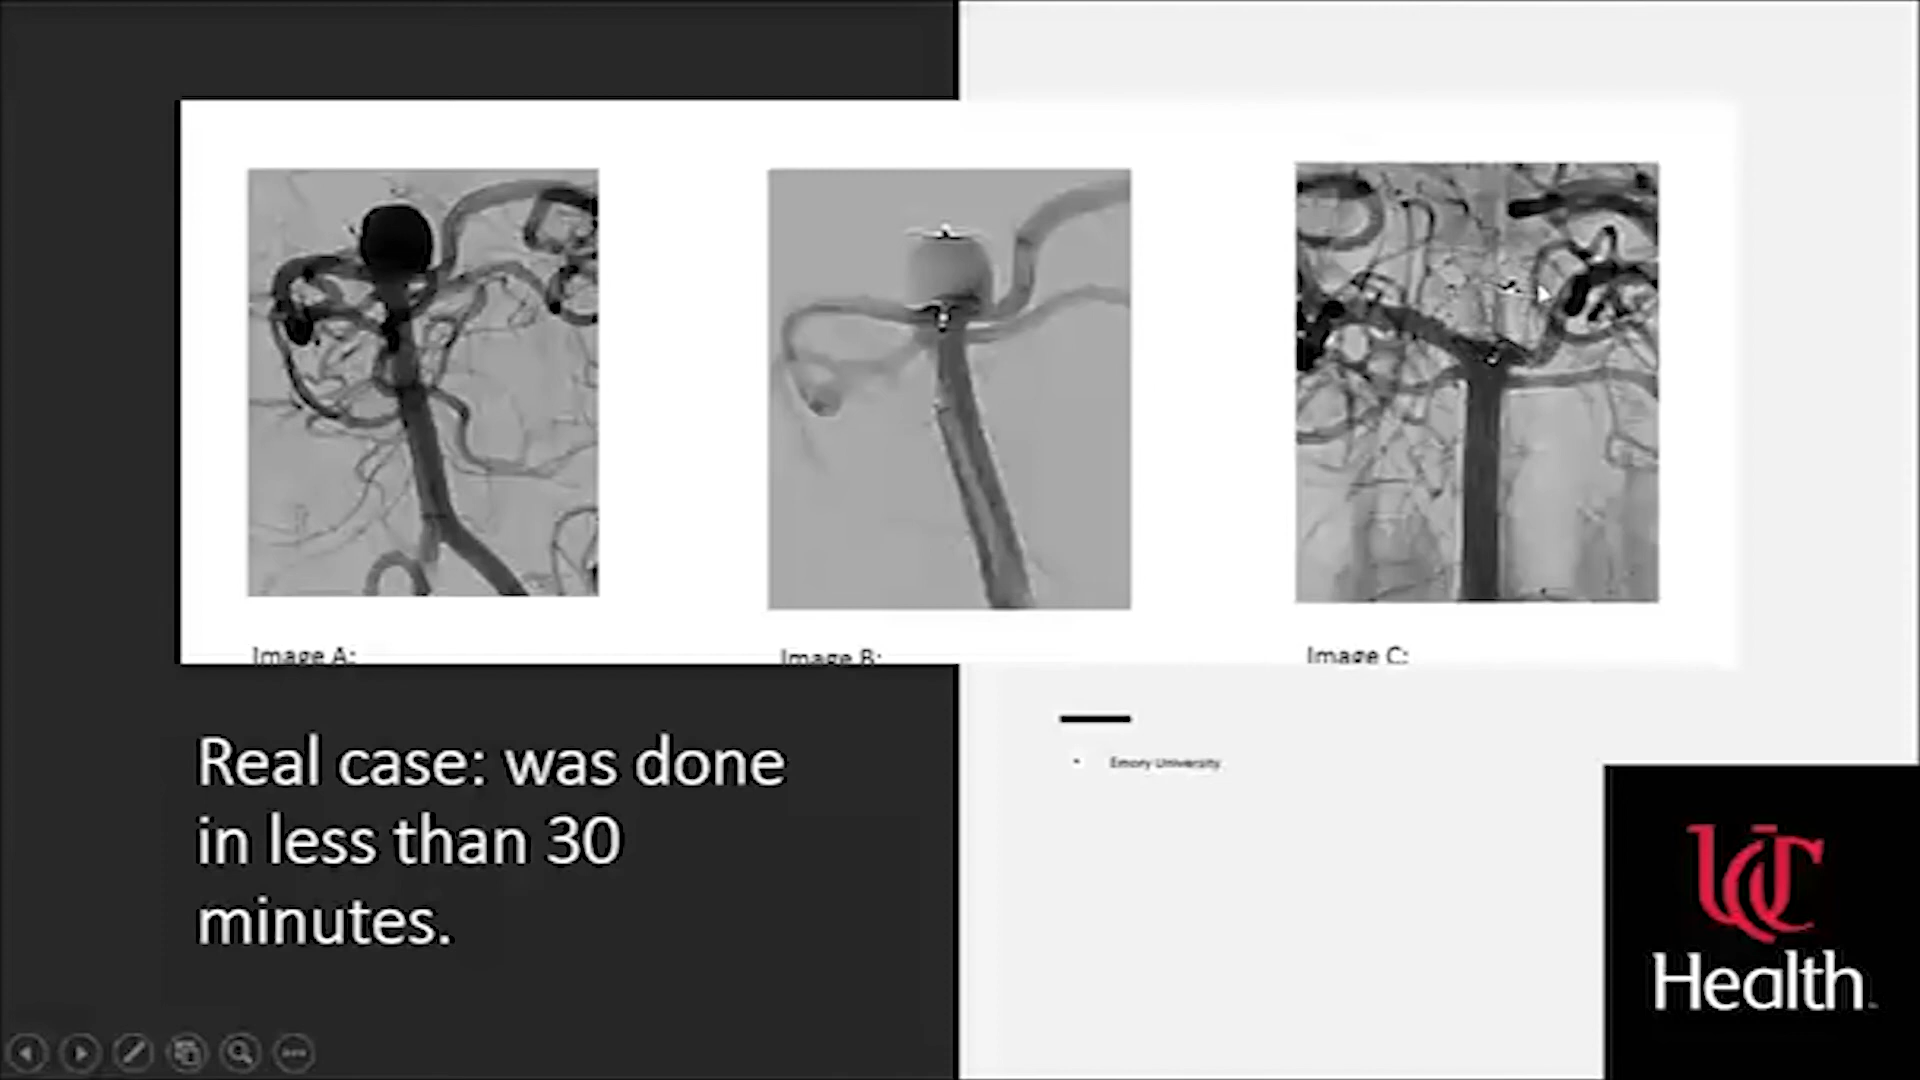 Image A:
Image B:
Image C:
Real case: was done
in less than 30
minutes.
• Emory University
UC
Health